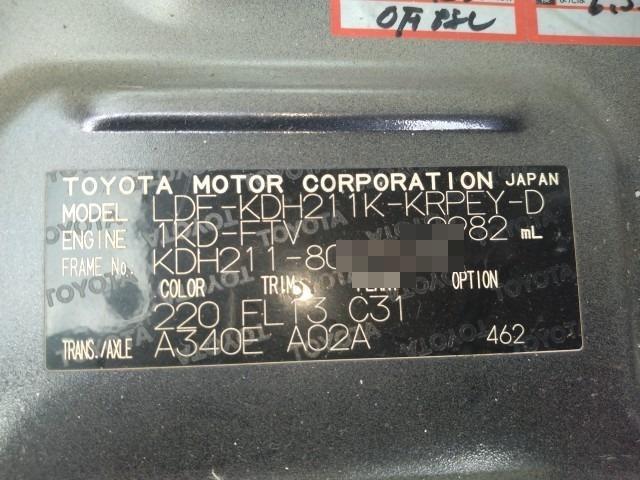 TOYOTA MOTOR CORPORATION JAPAN
MODEL LDF-KDH211K-KRPEY-D
ENGINE 1KD-FTV 2982 mL
FRAME No. KDH211-80
COLOR TRIM PLANT OPTION
220 FL13 C31
TRANS./AXLE A340E A02A 462